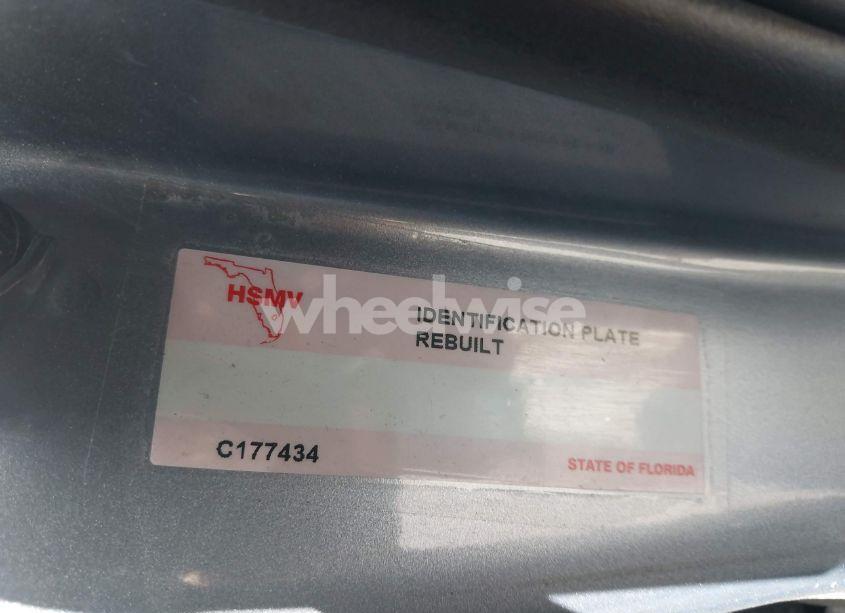 HSMV
wheelwise
IDENTIFICATION PLATE
REBUILT
C177434
STATE OF FLORIDA